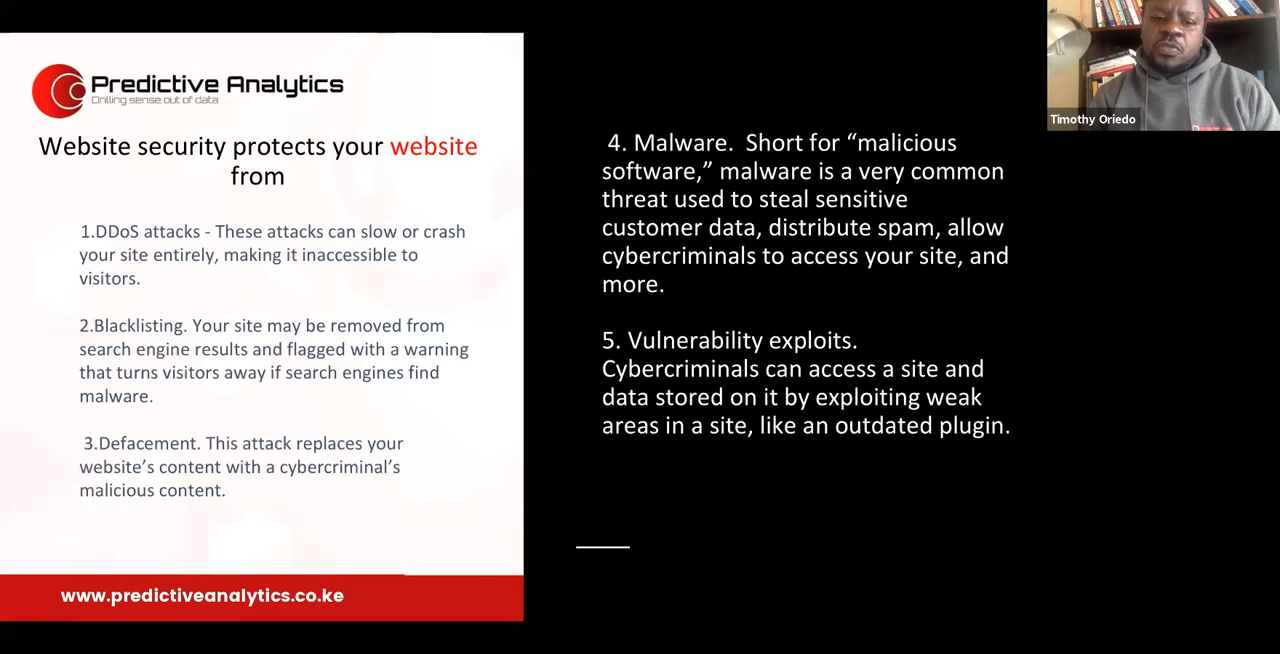 Predictive Analytics
Drilling sense out of data
Website security protects your website
from
1.DDoS attacks - These attacks can slow or crash
your site entirely, making it inaccessible to
visitors.
2.Blacklisting. Your site may be removed from
search engine results and flagged with a warning
that turns visitors away if search engines find
malware.
3.Defacement. This attack replaces your
website’s content with a cybercriminal’s
malicious content.
www.predictiveanalytics.co.ke
4. Malware. Short for “malicious
software,” malware is a very common
threat used to steal sensitive
customer data, distribute spam, allow
cybercriminals to access your site, and
more.
5. Vulnerability exploits.
Cybercriminals can access a site and
data stored on it by exploiting weak
areas in a site, like an outdated plugin.
Timothy Oriedo